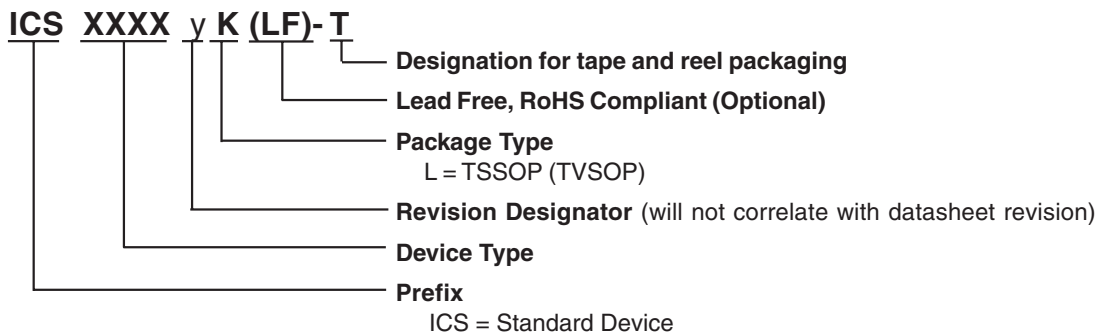 ICS XXXX y K (LF)- T
Designation for tape and reel packaging
Lead Free, RoHS Compliant (Optional)
Package Type
L = TSSOP (TVSOP)
Revision Designator (will not correlate with datasheet revision)
Device Type
Prefix
ICS = Standard Device